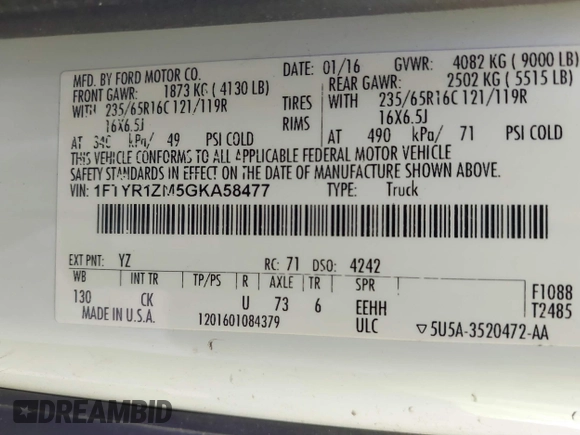 MFD. BY FORD MOTOR CO.
DATE: 01/16 GVWR: 4082 KG ( 9000 LB)
FRONT GAWR: 1873 KG ( 4130 LB)
REAR GAWR: 2502 KG ( 5515 LB)
WITH 235/65R16C 121/119R TIRES WITH 235/65R16C 121/119R
16X6.5J RIMS 16X6.5J
AT 340 kPa/ 49 PSI COLD AT 490 kPa/ 71 PSI COLD
THIS VEHICLE CONFORMS TO ALL APPLICABLE FEDERAL MOTOR VEHICLE
SAFETY STANDARDS IN EFFECT ON THE DATE OF MANUFACTURE SHOWN ABOVE.
VIN: 1FTYR1ZM5GKA58477 TYPE: Truck
EXT PNT: YZ RC: 71 DSO: 4242
WB INT TR TP/PS R AXLE TR SPR F1088
130 CK U 73 6 EEHH T2485
MADE IN U.S.A. 1201601084379 ULC ▽5U5A-3520472-AA
DREAMBID